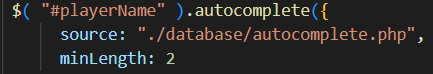 $( "#playerName" ).autocomplete({
source: "./database/autocomplete.php",
minLength: 2